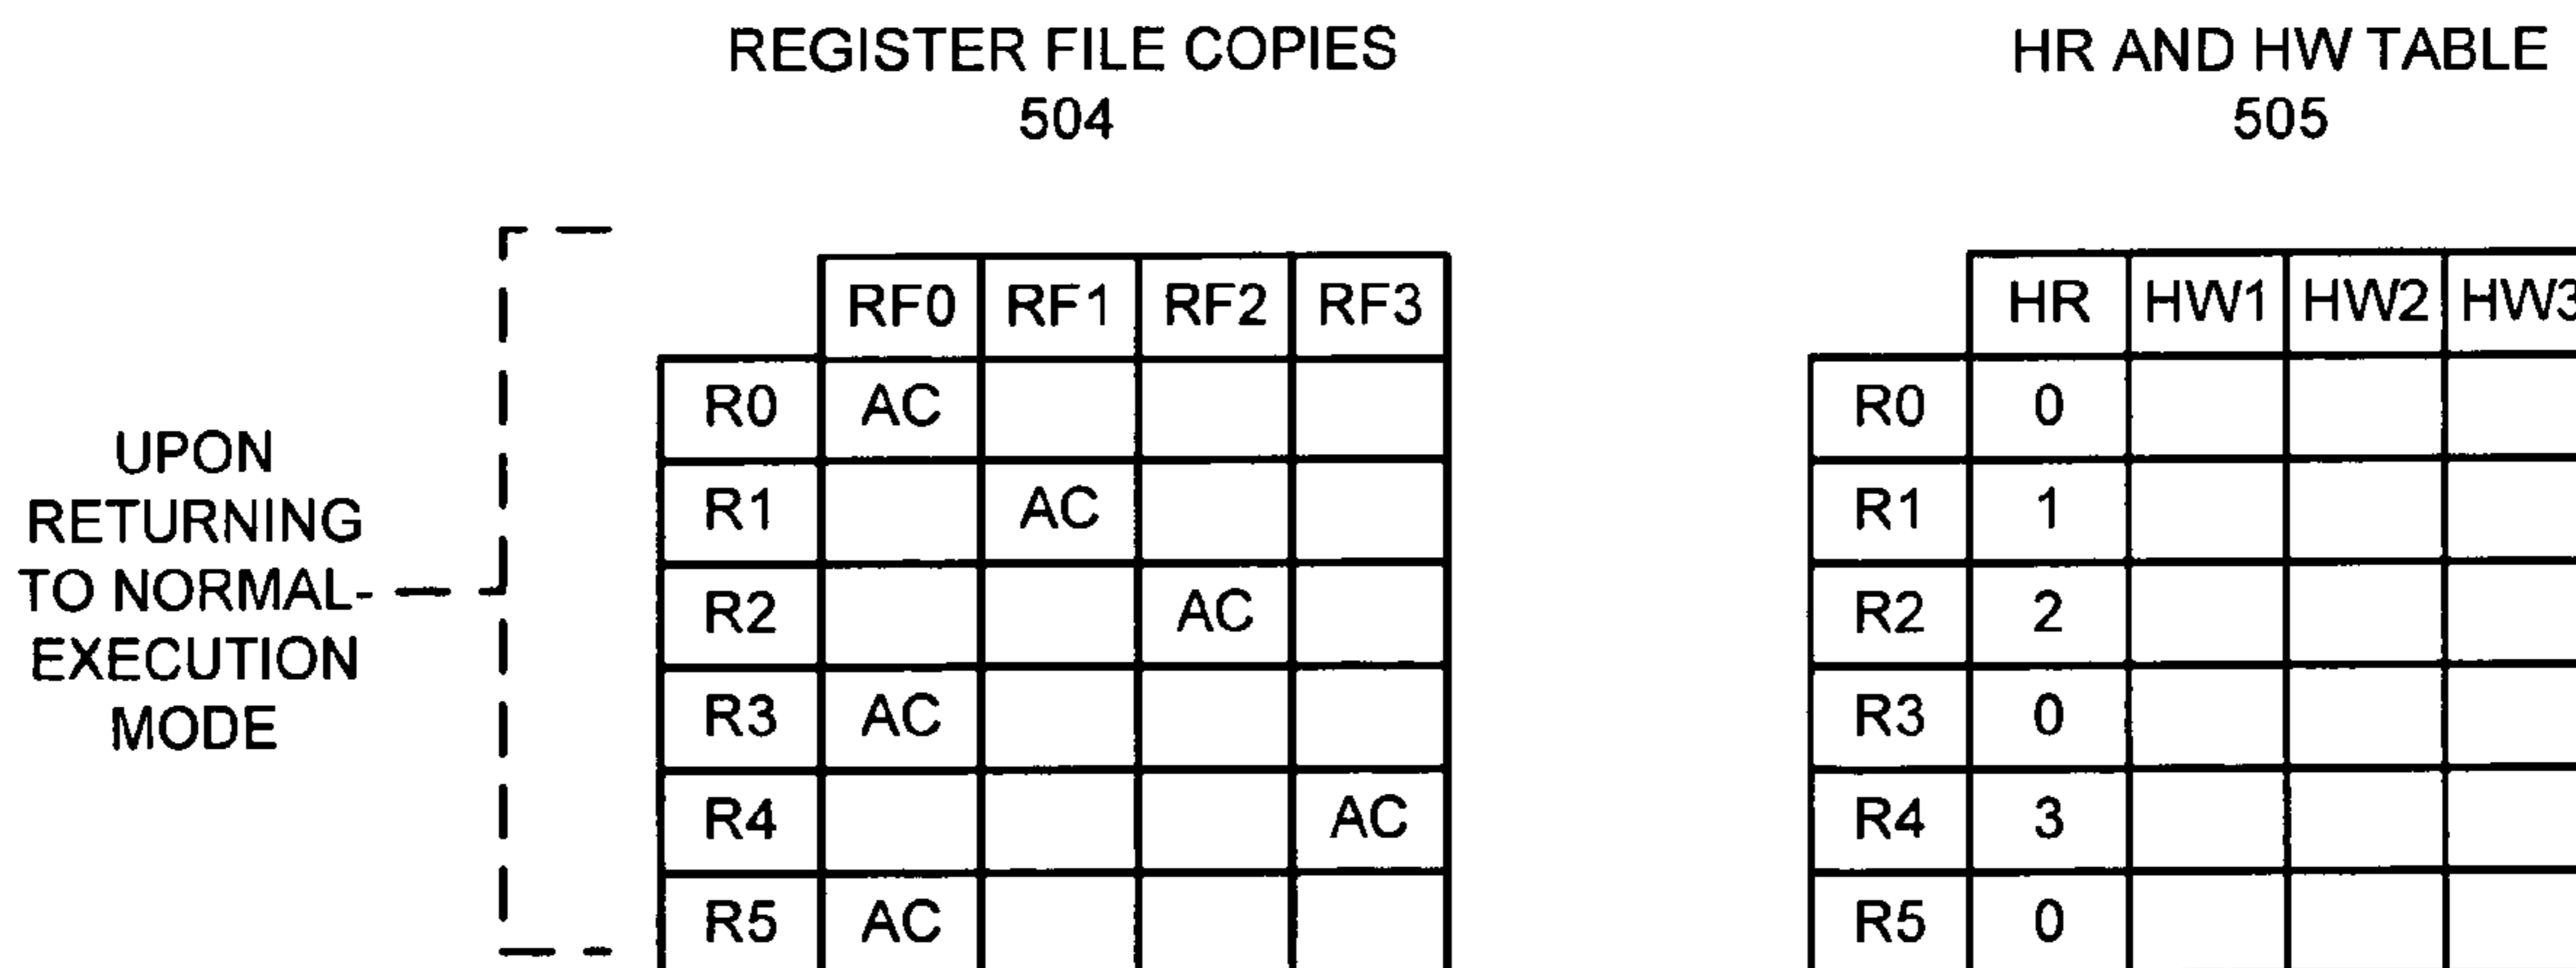 REGISTER FILE COPIES
504
HR AND HW TABLE
505
UPON
RETURNING
TO NORMAL-
EXECUTION
MODE
RF0 RF1 RF2 RF3
R0 AC
R1 AC
R2 AC
R3 AC
R4 AC
R5 AC
HR HW1 HW2 HW3
R0 0
R1 1
R2 2
R3 0
R4 3
R5 0